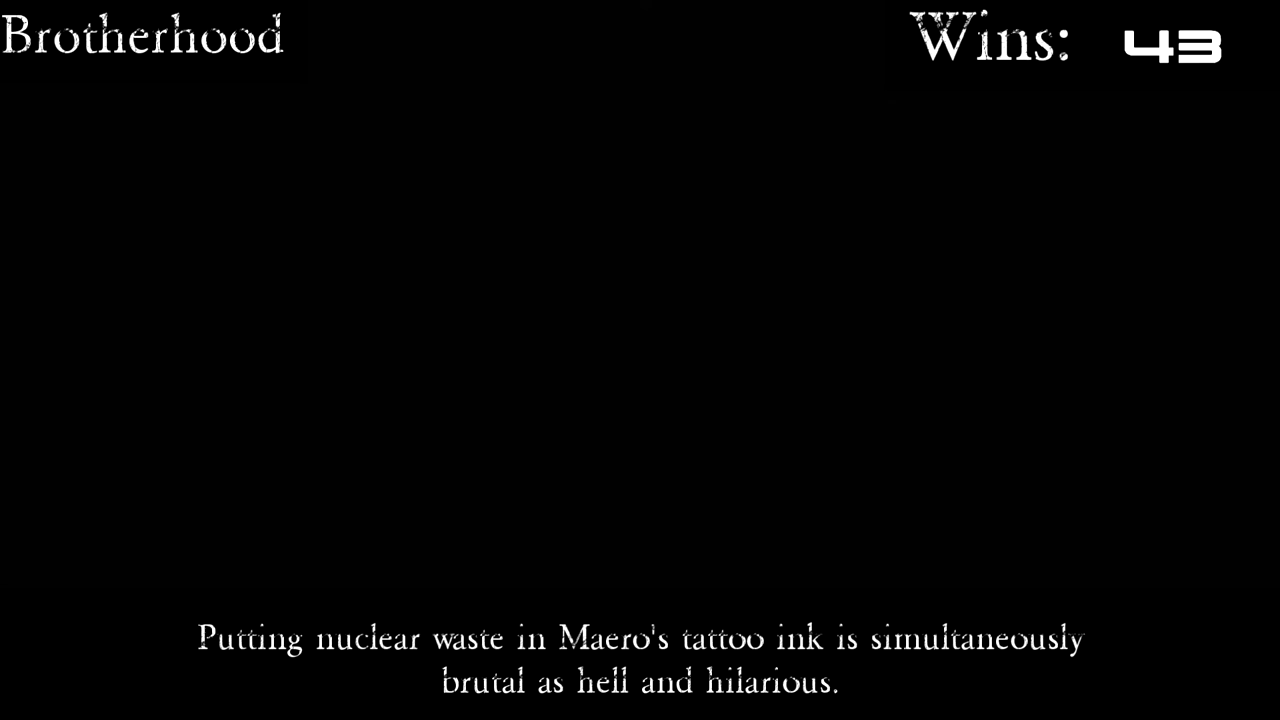 Brotherhood
Wins: 43
Putting nuclear waste in Maero's tattoo ink is simultaneously
brutal as hell and hilarious.